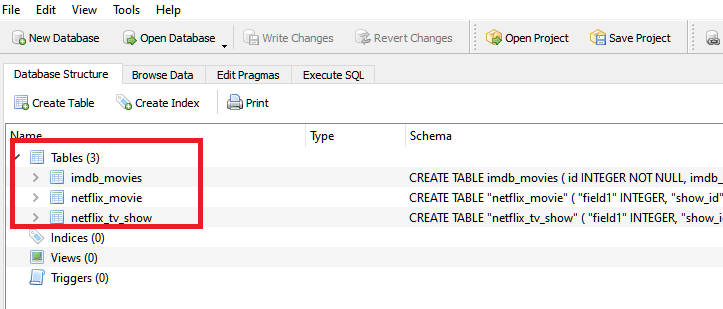 File Edit View Tools Help
New Database Open Database Write Changes Revert Changes Open Project Save Project
Database Structure Browse Data Edit Pragmas Execute SQL
Create Table Create Index Print
Name Type Schema
Tables (3)
imdb_movies CREATE TABLE imdb_movies ( id INTEGER NOT NULL, imdb_
netflix_movie CREATE TABLE "netflix_movie" ( "field1" INTEGER, "show_id"
netflix_tv_show CREATE TABLE "netflix_tv_show" ( "field1" INTEGER, "show_i
Indices (0)
Views (0)
Triggers (0)